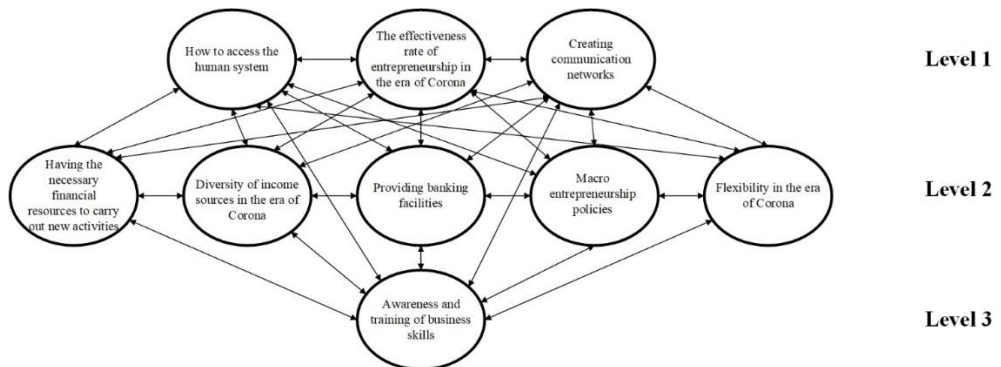 How to access the
human system
The effectiveness
rate of
entrepreneurship in
the era of Corona
Creating
communication
networks
Level 1
Having the
necessary
financial
resources to carry
out new activities
Diversity of income
sources in the era of
Corona
Providing banking
facilities
Macro
entrepreneurship
policies
Flexibility in the era
of Corona
Level 2
Awareness and
training of business
skills
Level 3